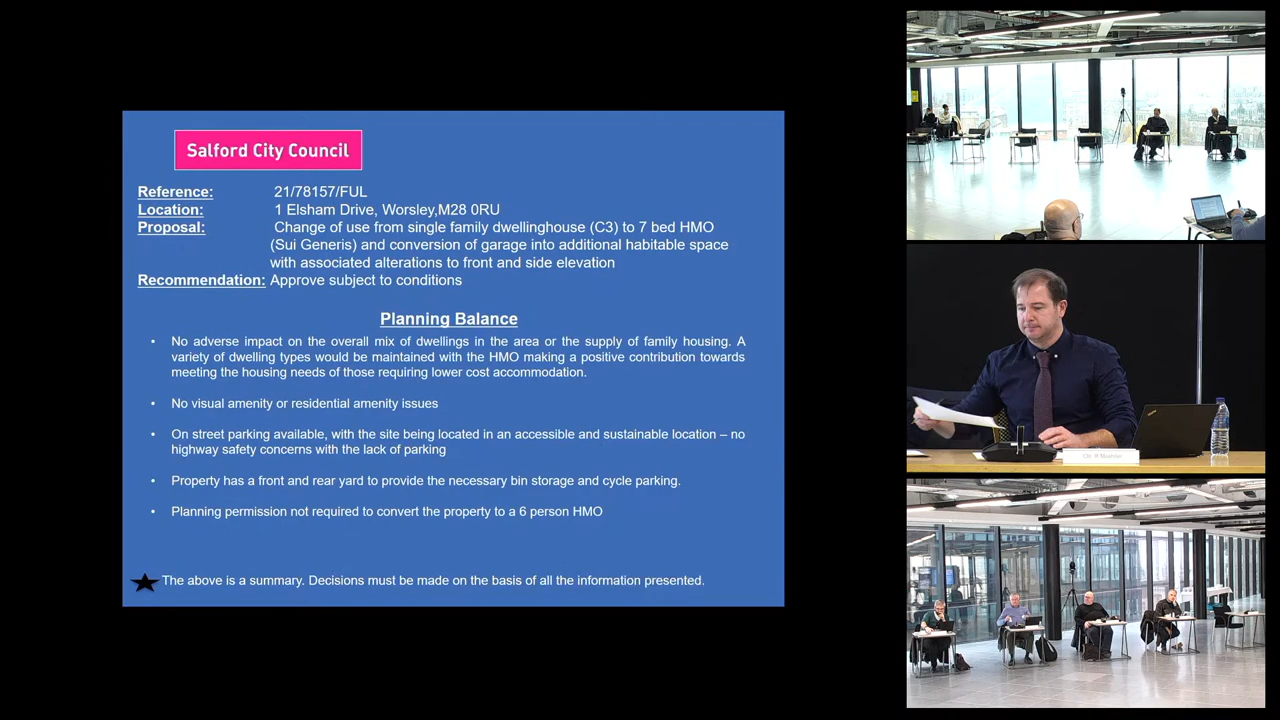 Salford City Council
Reference: 21/78157/FUL
Location: 1 Elsham Drive, Worsley,M28 0RU
Proposal: Change of use from single family dwellinghouse (C3) to 7 bed HMO
(Sui Generis) and conversion of garage into additional habitable space
with associated alterations to front and side elevation
Recommendation: Approve subject to conditions
Planning Balance
• No adverse impact on the overall mix of dwellings in the area or the supply of family housing. A
variety of dwelling types would be maintained with the HMO making a positive contribution towards
meeting the housing needs of those requiring lower cost accommodation.
• No visual amenity or residential amenity issues
• On street parking available, with the site being located in an accessible and sustainable location – no
highway safety concerns with the lack of parking
• Property has a front and rear yard to provide the necessary bin storage and cycle parking.
• Planning permission not required to convert the property to a 6 person HMO
The above is a summary. Decisions must be made on the basis of all the information presented.